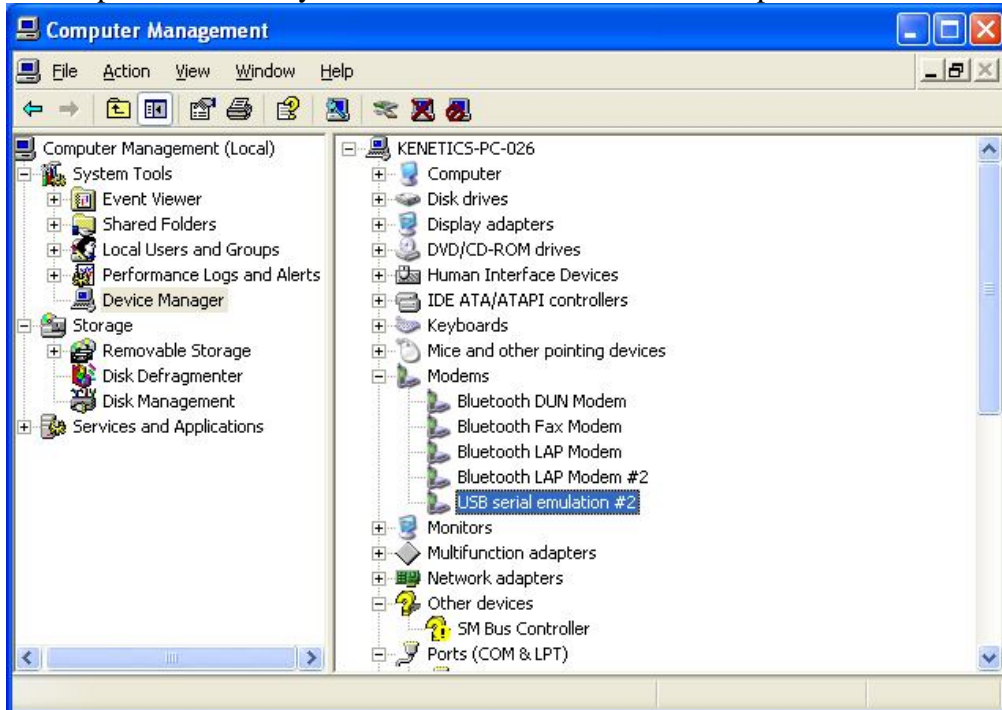 Computer Management
File Action View Window Help
Computer Management (Local)
System Tools
Event Viewer
Shared Folders
Local Users and Groups
Performance Logs and Alerts
Device Manager
Storage
Removable Storage
Disk Defragmenter
Disk Management
Services and Applications
KENETICS-PC-026
Computer
Disk drives
Display adapters
DVD/CD-ROM drives
Human Interface Devices
IDE ATA/ATAPI controllers
Keyboards
Mice and other pointing devices
Modems
Bluetooth DUN Modem
Bluetooth Fax Modem
Bluetooth LAP Modem
Bluetooth LAP Modem #2
USB serial emulation #2
Monitors
Multifunction adapters
Network adapters
Other devices
SM Bus Controller
Ports (COM & LPT)